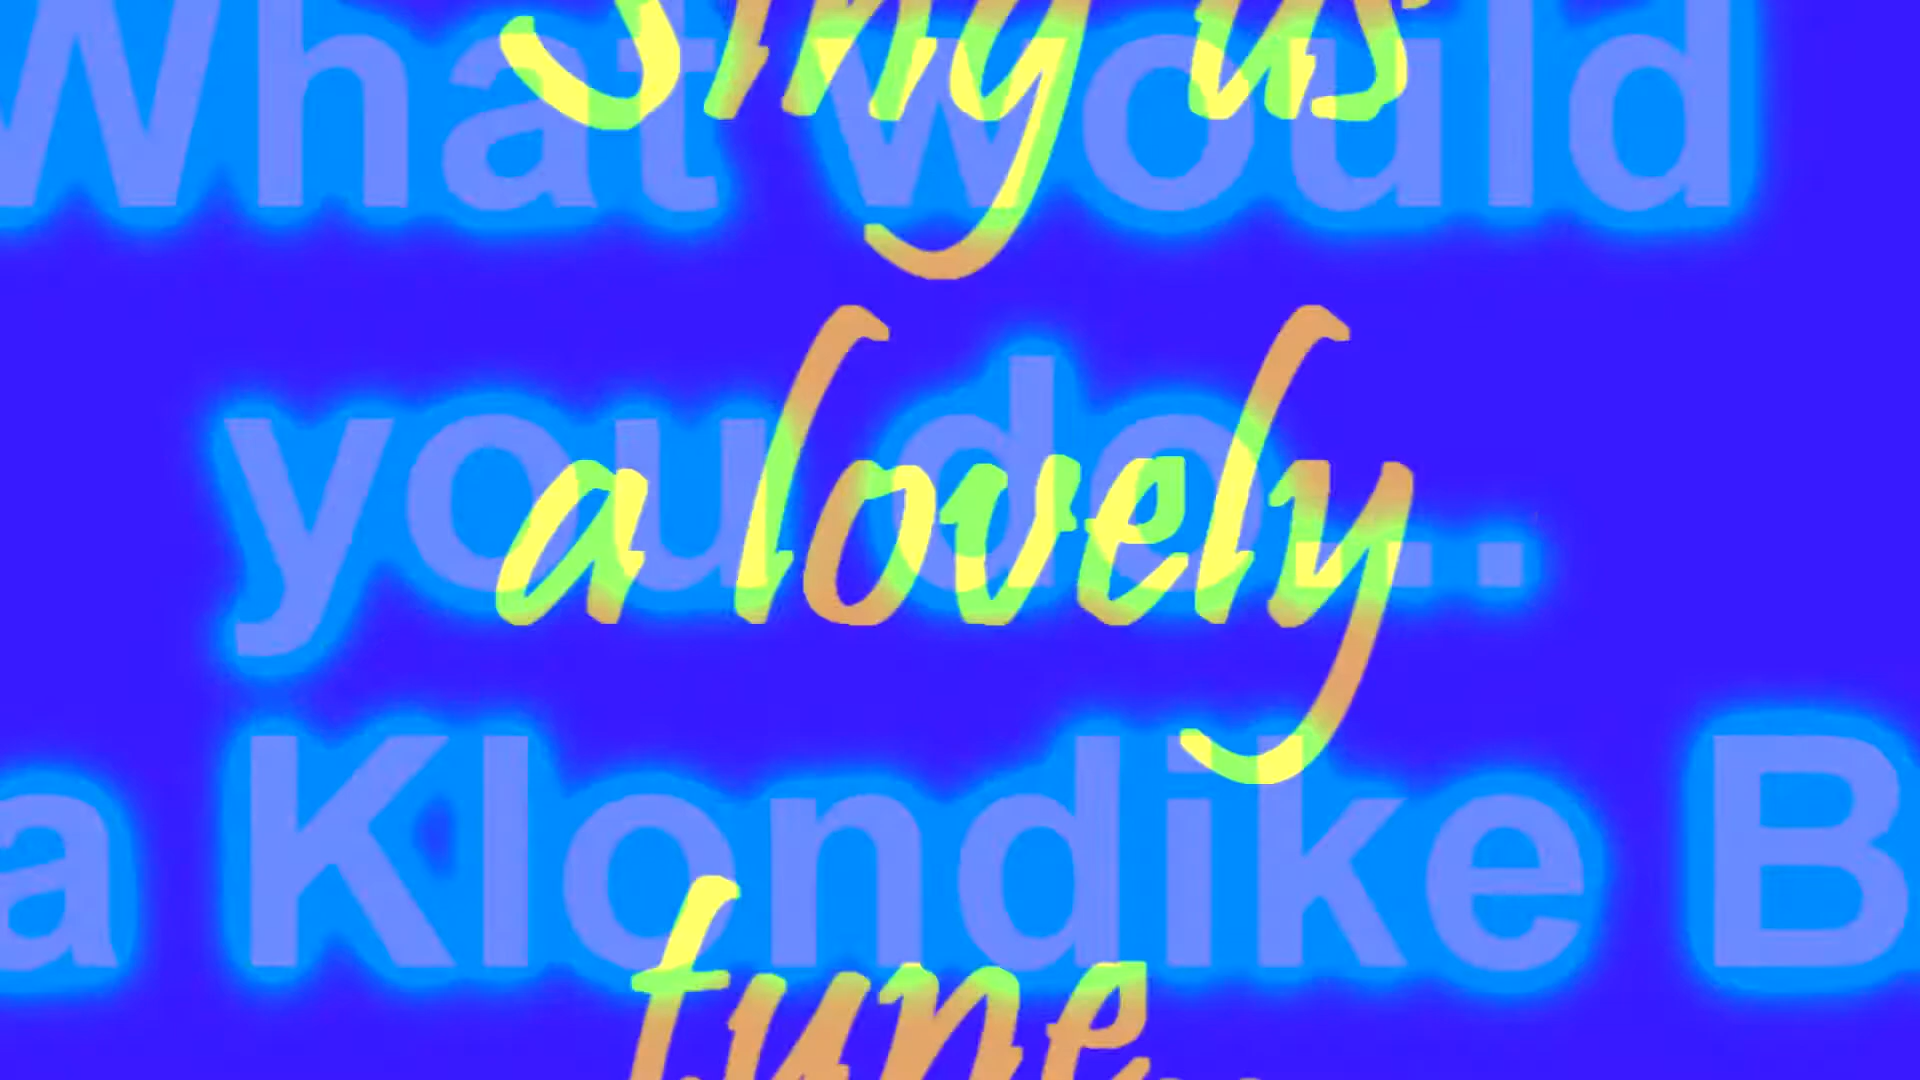 What would
Sing us
you do...
a lovely
a Klondike B
tune